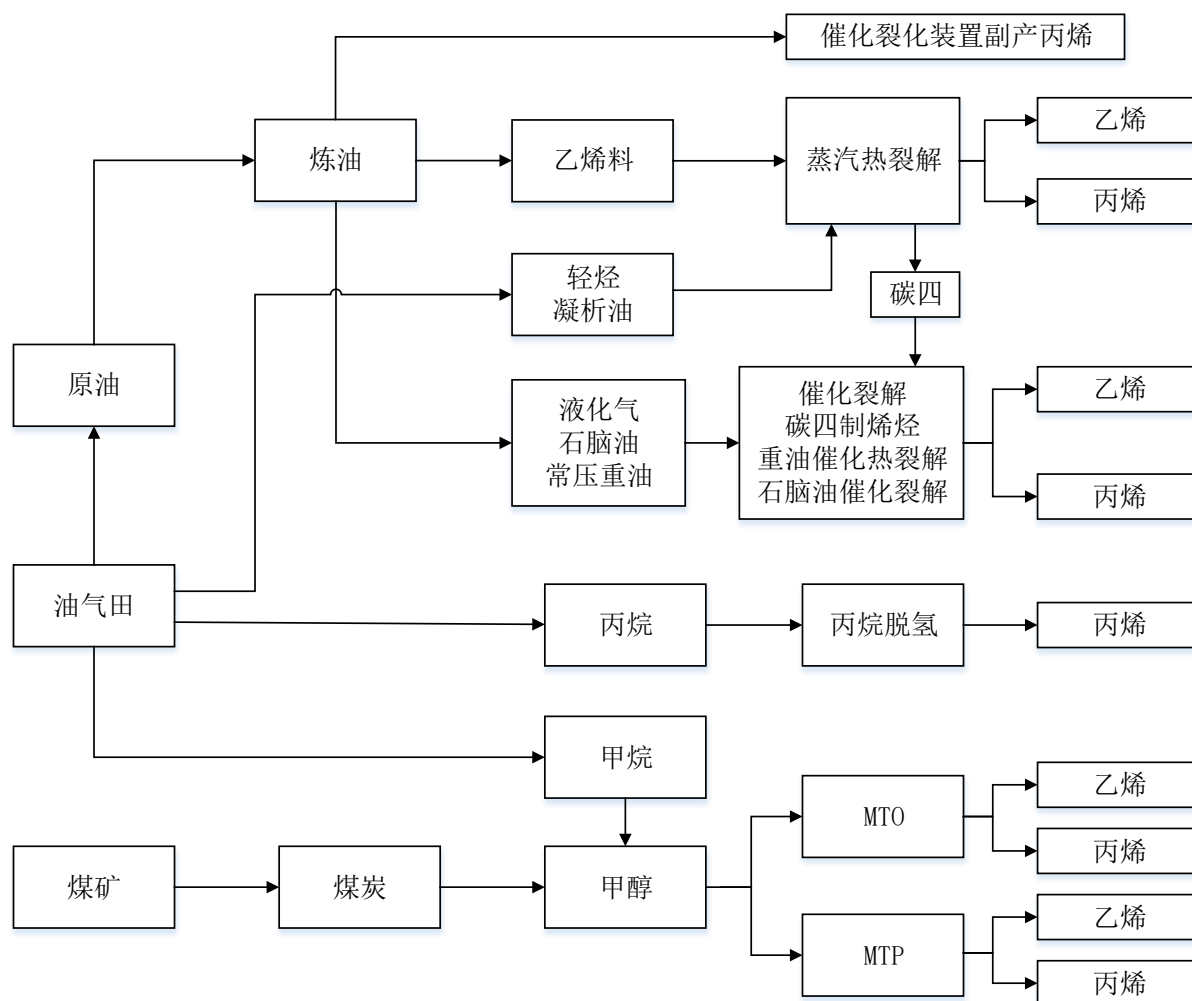 催化裂化装置副产丙烯
炼油
乙烯料
蒸汽热裂解
乙烯
丙烯
轻烃
凝析油
碳四
原油
液化气
石脑油
常压重油
催化裂解
碳四制烯烃
重油催化热裂解
石脑油催化裂解
乙烯
丙烯
油气田
丙烷
丙烷脱氢
丙烯
甲烷
MTO
乙烯
丙烯
煤矿
煤炭
甲醇
MTP
乙烯
丙烯